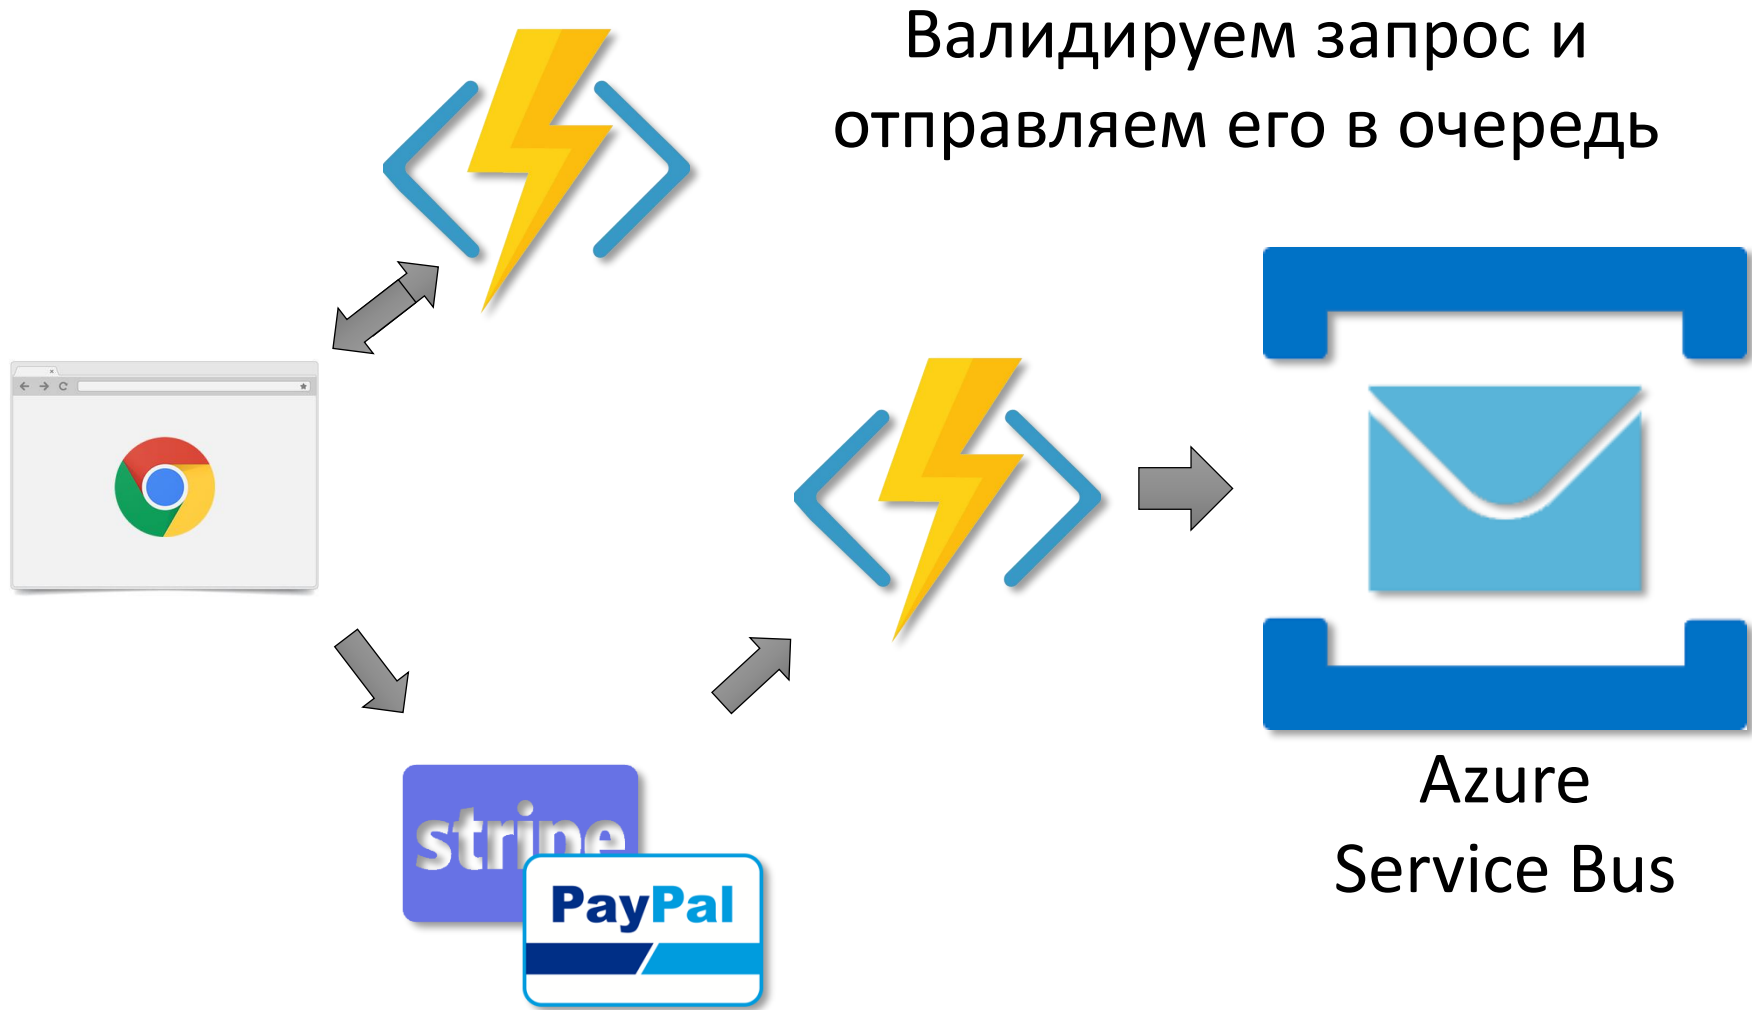 Валидируем запрос и
отправляем его в очередь
Azure
Service Bus
stripe
PayPal